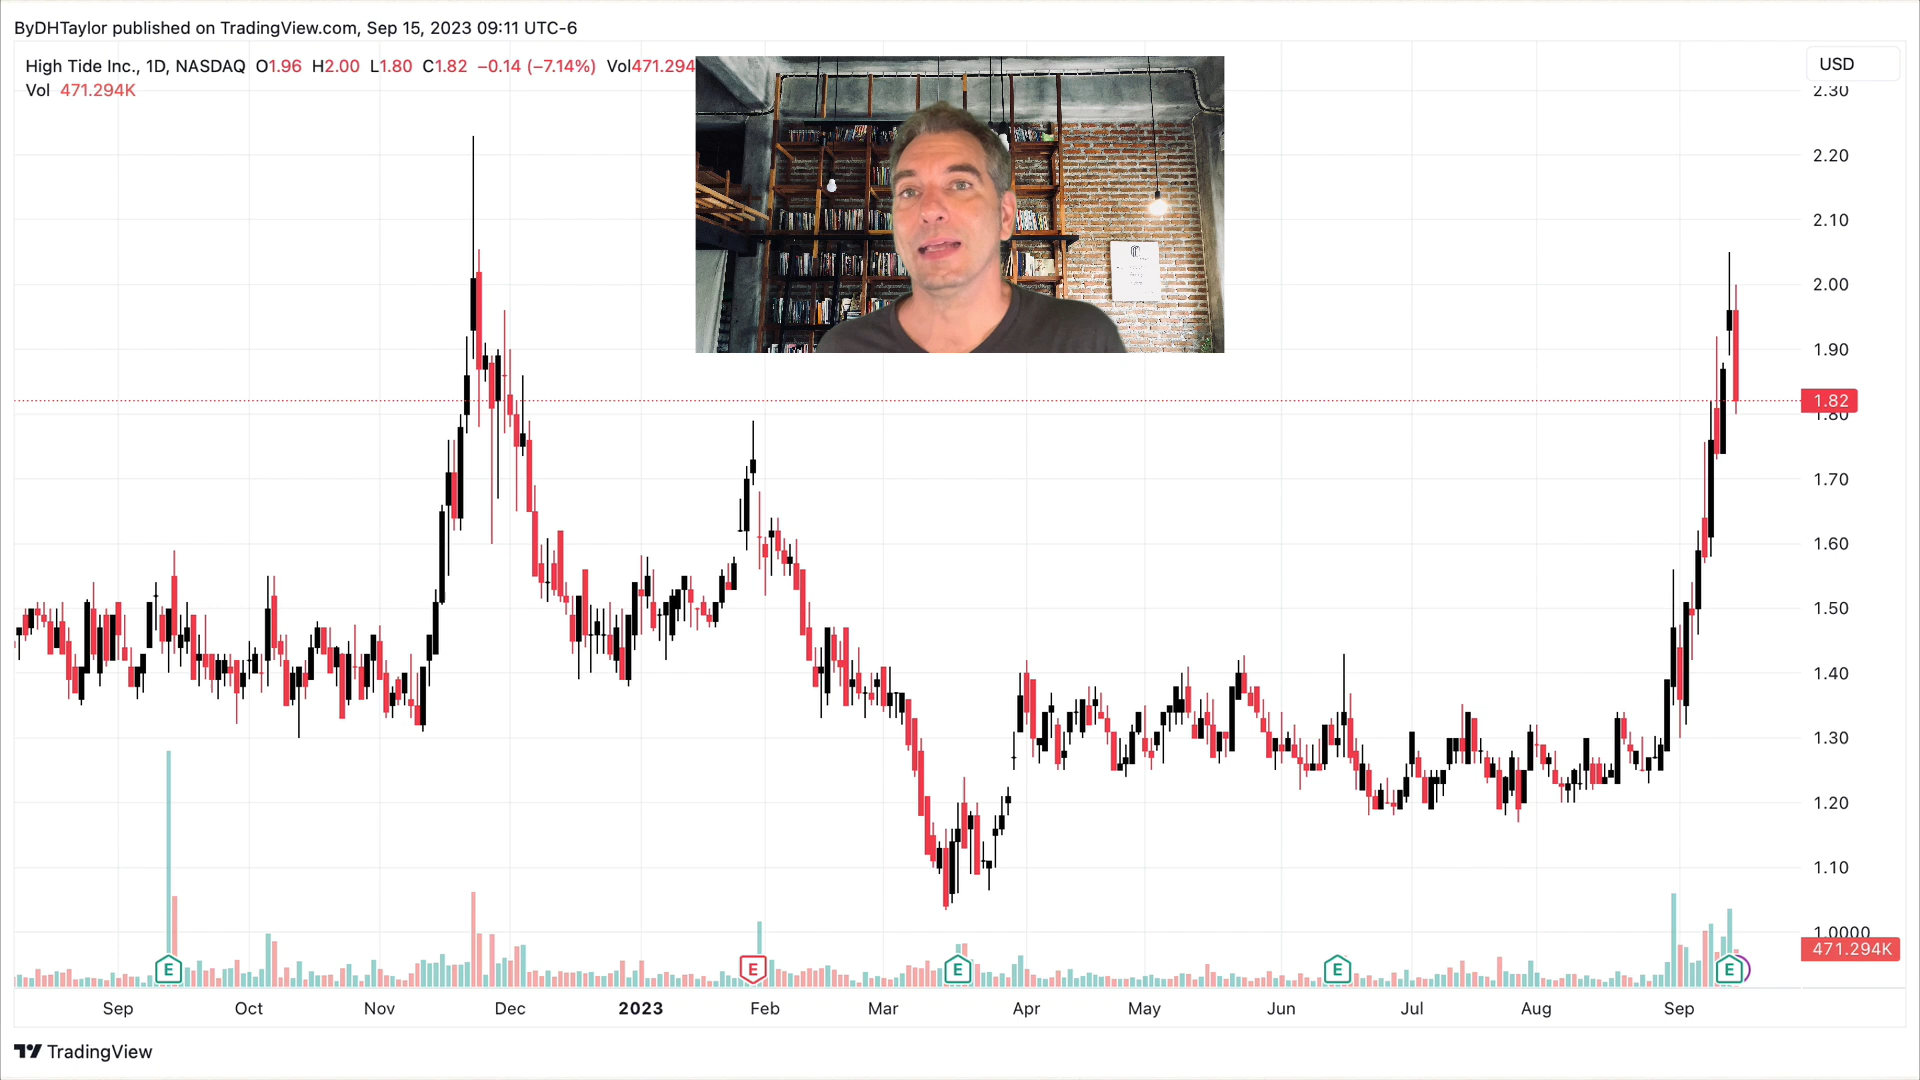 ByDHTaylor published on TradingView.com, Sep 15, 2023 09:11 UTC-6
High Tide Inc., 1D, NASDAQ O1.96 H2.00 L1.80 C1.82 −0.14 (−7.14%) Vol471.294
Vol 471.294K
USD
2.30
2.20
2.10
2.00
1.90
1.82
1.80
1.70
1.60
1.50
1.40
1.30
1.20
1.10
1.0000
471.294K
E E E E E
Sep Oct Nov Dec 2023 Feb Mar Apr May Jun Jul Aug Sep
TradingView